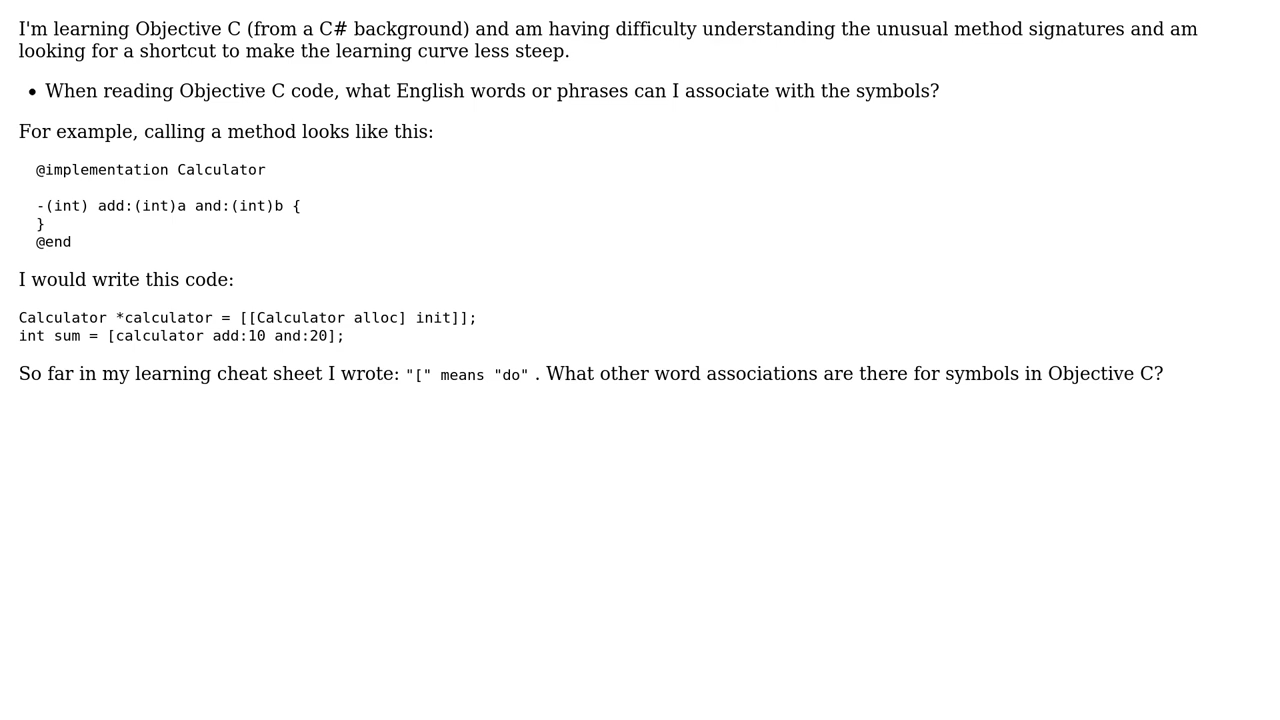 I'm learning Objective C (from a C# background) and am having difficulty understanding the unusual method signatures and am
looking for a shortcut to make the learning curve less steep.
• When reading Objective C code, what English words or phrases can I associate with the symbols?
For example, calling a method looks like this:
@implementation Calculator
-(int) add:(int)a and:(int)b {
}
@end
I would write this code:
Calculator *calculator = [[Calculator alloc] init]];
int sum = [calculator add:10 and:20];
So far in my learning cheat sheet I wrote: "[" means "do" . What other word associations are there for symbols in Objective C?